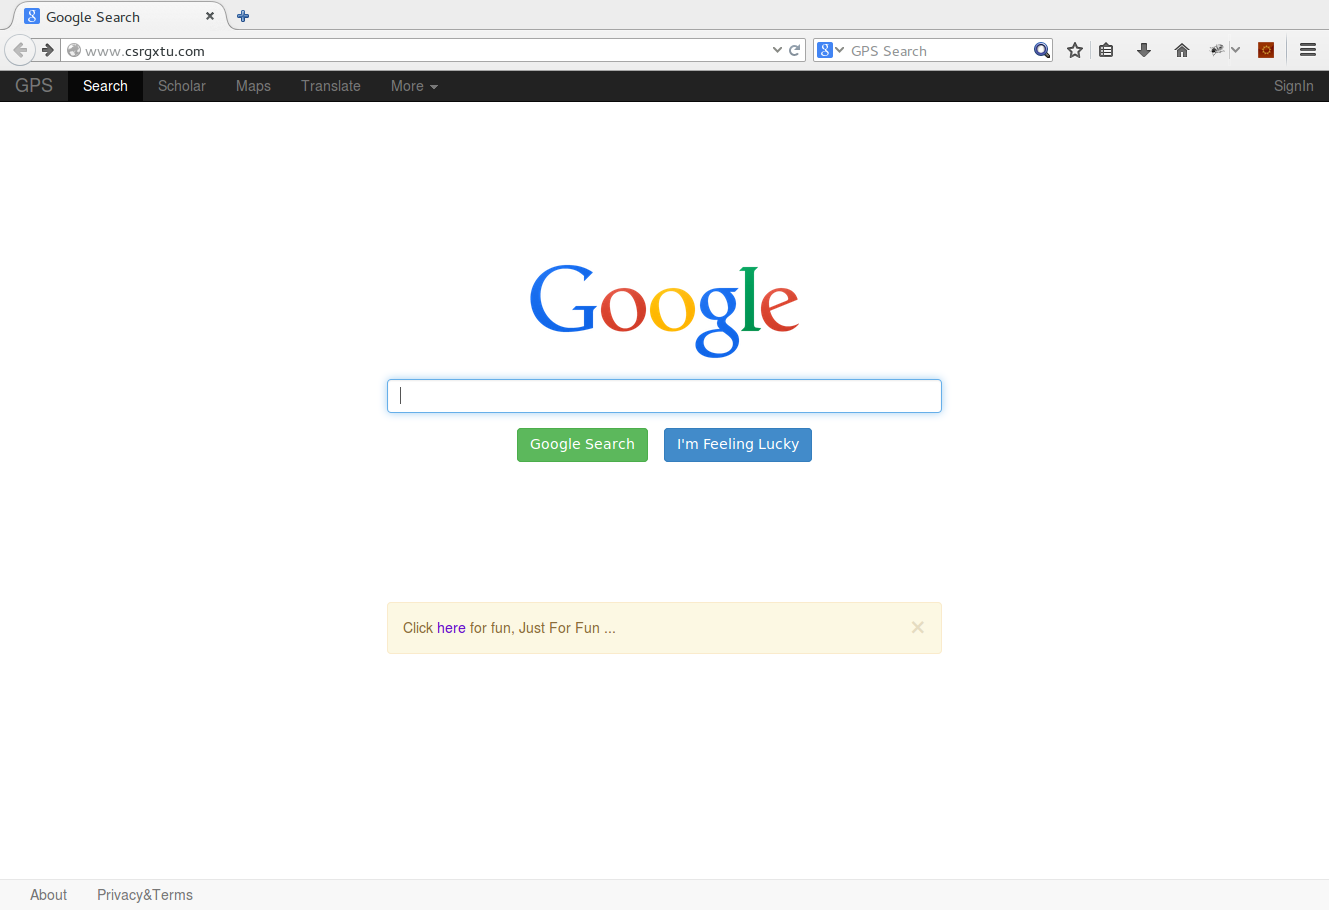 Google Search
www.csrgxtu.com
GPS Search
GPS Search Scholar Maps Translate More SignIn
Google
Google Search I'm Feeling Lucky
Click here for fun, Just For Fun ...
About Privacy&Terms